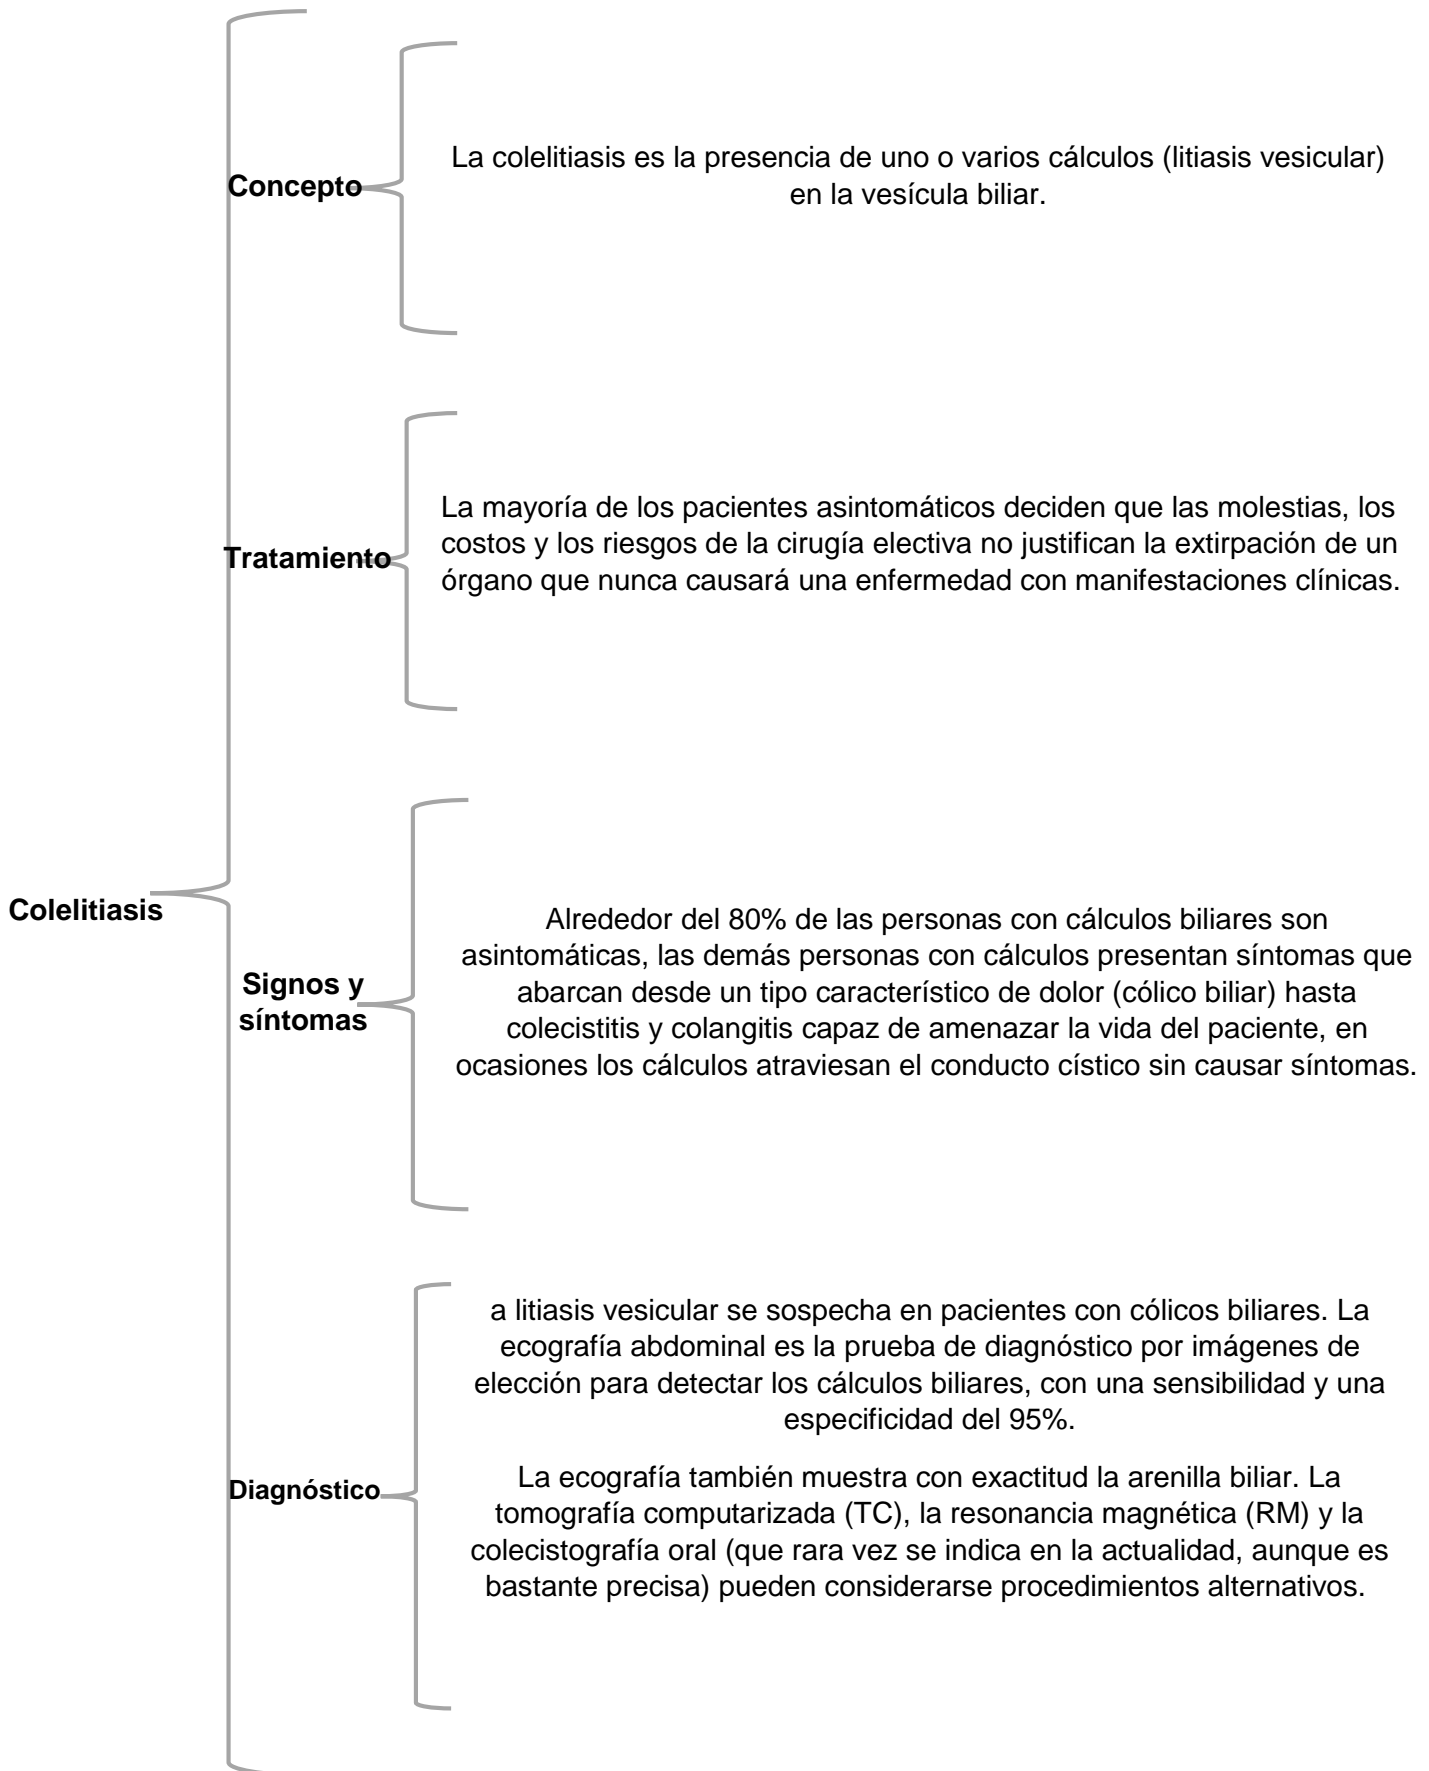 Colelitiasis
Concepto
La colelitiasis es la presencia de uno o varios cálculos (litiasis vesicular)
en la vesícula biliar.
Tratamiento
La mayoría de los pacientes asintomáticos deciden que las molestias, los
costos y los riesgos de la cirugía electiva no justifican la extirpación de un
órgano que nunca causará una enfermedad con manifestaciones clínicas.
Signos y
síntomas
Alrededor del 80% de las personas con cálculos biliares son
asintomáticas, las demás personas con cálculos presentan síntomas que
abarcan desde un tipo característico de dolor (cólico biliar) hasta
colecistitis y colangitis capaz de amenazar la vida del paciente, en
ocasiones los cálculos atraviesan el conducto cístico sin causar síntomas.
Diagnóstico
a litiasis vesicular se sospecha en pacientes con cólicos biliares. La
ecografía abdominal es la prueba de diagnóstico por imágenes de
elección para detectar los cálculos biliares, con una sensibilidad y una
especificidad del 95%.
La ecografía también muestra con exactitud la arenilla biliar. La
tomografía computarizada (TC), la resonancia magnética (RM) y la
colecistografía oral (que rara vez se indica en la actualidad, aunque es
bastante precisa) pueden considerarse procedimientos alternativos.